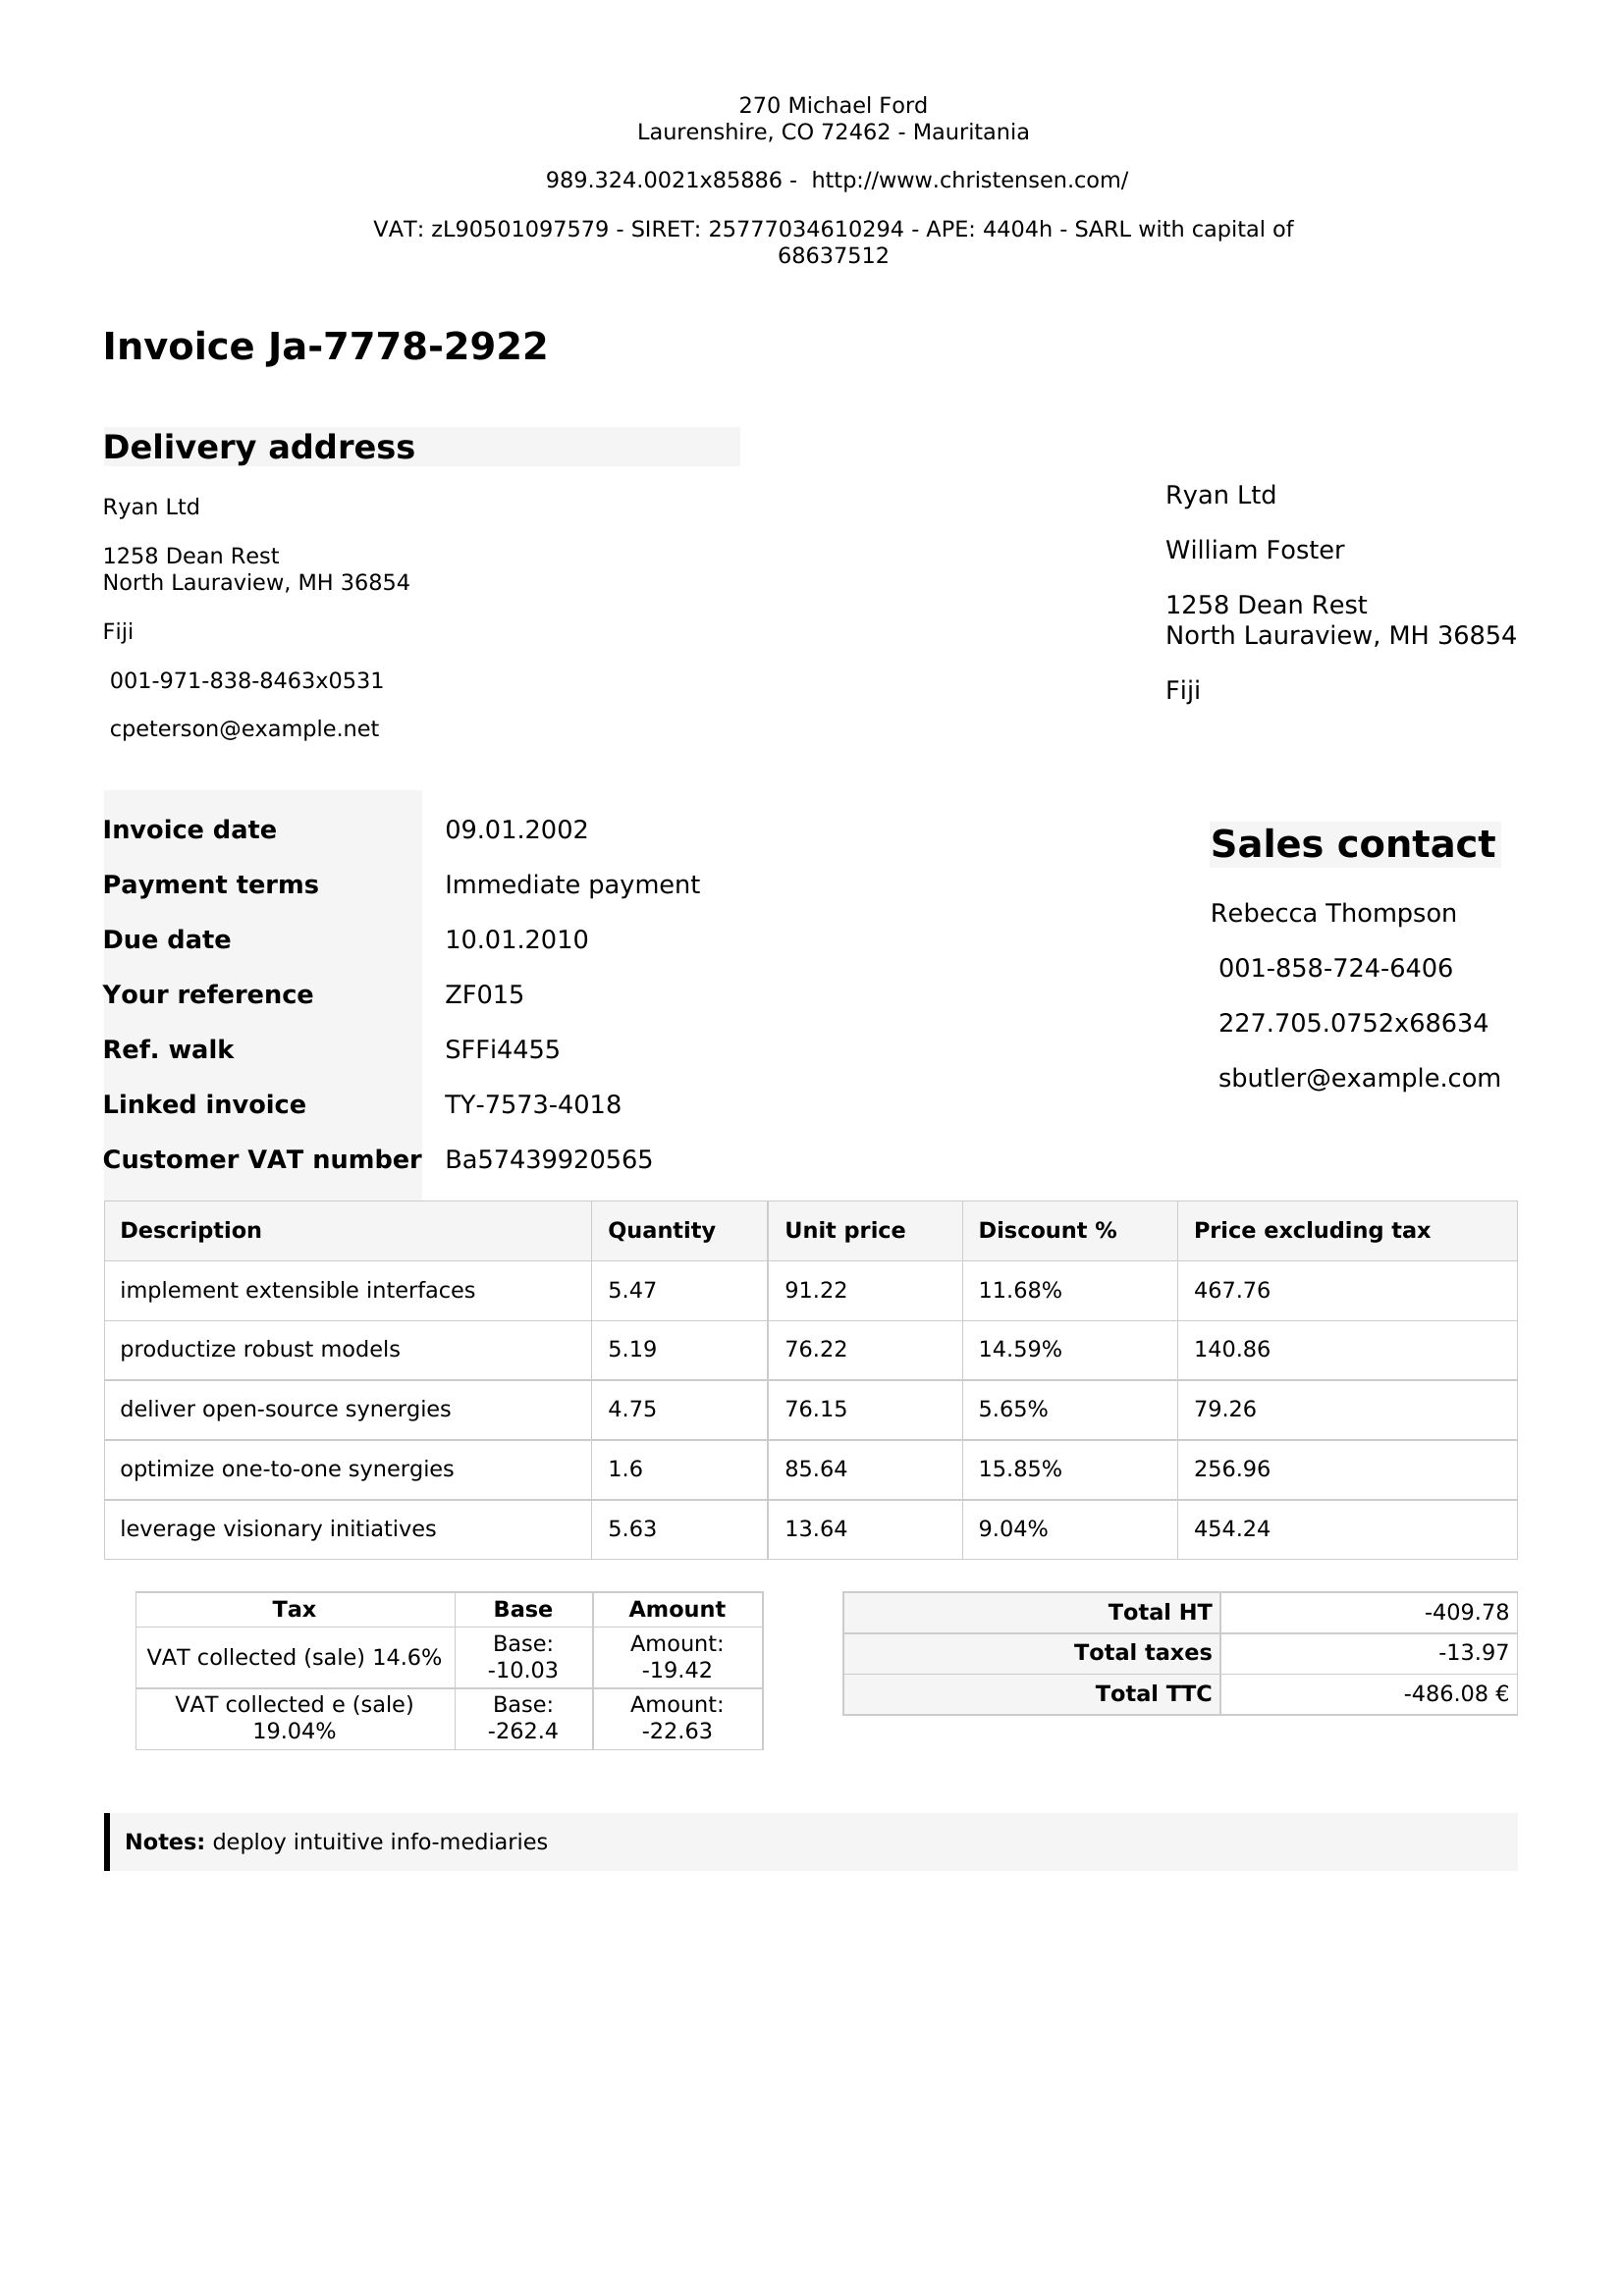 270 Michael Ford
Laurenshire, CO 72462 - Mauritania
989.324.0021x85886 -  http://www.christensen.com/
VAT: zL90501097579 - SIRET: 25777034610294 - APE: 4404h - SARL with capital of
68637512
Invoice Ja-7778-2922
Delivery address
Ryan Ltd
1258 Dean Rest
North Lauraview, MH 36854
Fiji
001-971-838-8463x0531
cpeterson@example.net
Ryan Ltd
William Foster
1258 Dean Rest
North Lauraview, MH 36854
Fiji
Invoice date 09.01.2002
Payment terms Immediate payment
Due date 10.01.2010
Your reference ZF015
Ref. walk SFFi4455
Linked invoice TY-7573-4018
Customer VAT number Ba57439920565
Sales contact
Rebecca Thompson
001-858-724-6406
227.705.0752x68634
sbutler@example.com
Description Quantity Unit price Discount % Price excluding tax
implement extensible interfaces 5.47 91.22 11.68% 467.76
productize robust models 5.19 76.22 14.59% 140.86
deliver open-source synergies 4.75 76.15 5.65% 79.26
optimize one-to-one synergies 1.6 85.64 15.85% 256.96
leverage visionary initiatives 5.63 13.64 9.04% 454.24
Tax Base Amount
VAT collected (sale) 14.6% Base: -10.03 Amount: -19.42
VAT collected e (sale) 19.04% Base: -262.4 Amount: -22.63
Total HT -409.78
Total taxes -13.97
Total TTC -486.08 €
Notes: deploy intuitive info-mediaries